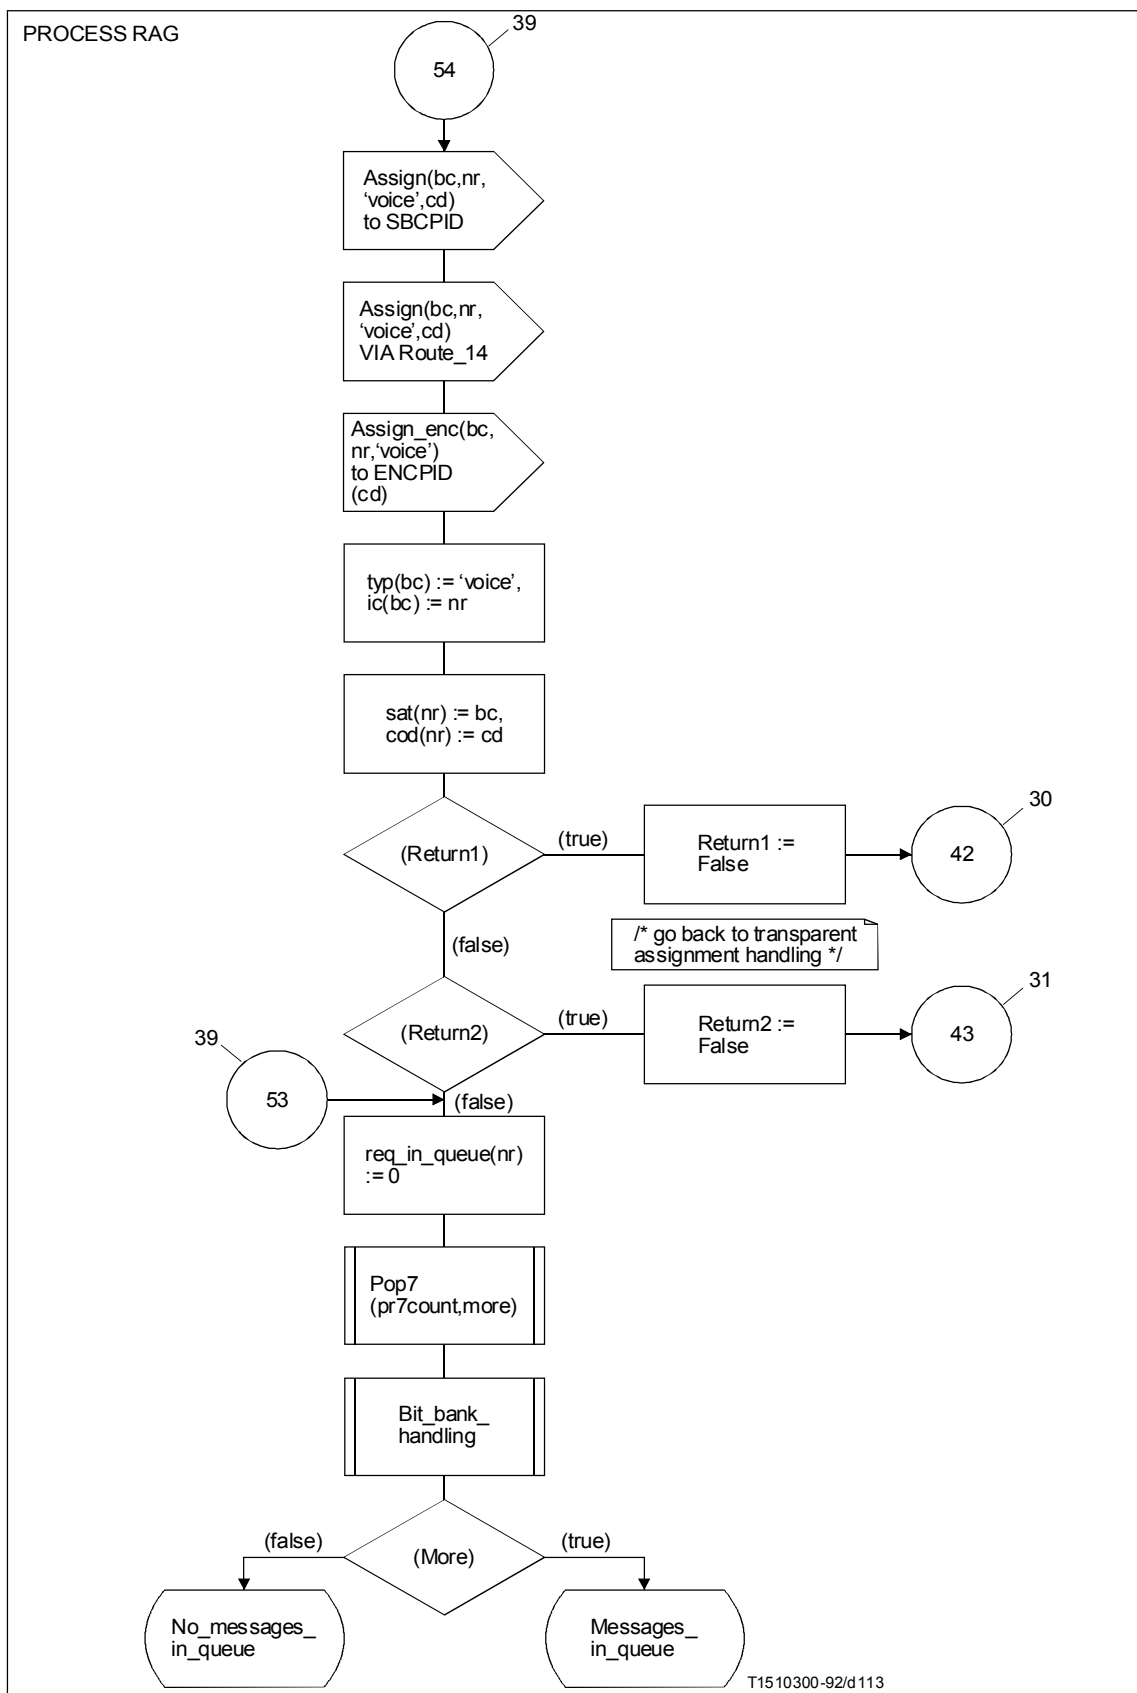 PROCESS RAG
39
54
Assign(bc,nr,
‘voice’,cd)
to SBCPID
Assign(bc,nr,
‘voice’,cd)
VIA Route_14
Assign_enc(bc,
nr,‘voice’)
to ENCPID
(cd)
typ(bc) := ‘voice’,
ic(bc) := nr
sat(nr) := bc,
cod(nr) := cd
(Return1)
(true)
Return1 :=
False
30
42
(false)
/* go back to transparent
assignment handling */
(Return2)
(true)
Return2 :=
False
31
43
39
53
(false)
req_in_queue(nr)
:= 0
Pop7
(pr7count,more)
Bit_bank_
handling
(false)
(More)
(true)
No_messages_
in_queue
Messages_
in_queue
T1510300-92/d113